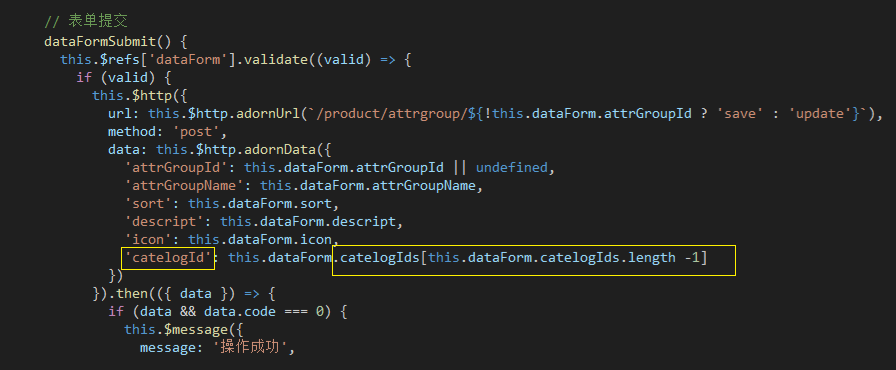 // 表单提交
dataFormSubmit() {
this.$refs['dataForm'].validate((valid) => {
if (valid) {
this.$http({
url: this.$http.adornUrl(`/product/attrgroup/${!this.dataForm.attrGroupId ? 'save' : 'update'}`),
method: 'post',
data: this.$http.adornData({
'attrGroupId': this.dataForm.attrGroupId || undefined,
'attrGroupName': this.dataForm.attrGroupName,
'sort': this.dataForm.sort,
'descript': this.dataForm.descript,
'icon': this.dataForm.icon,
'catelogId': this.dataForm.catelogIds[this.dataForm.catelogIds.length -1]
})
}).then(({ data }) => {
if (data && data.code === 0) {
this.$message({
message: '操作成功',